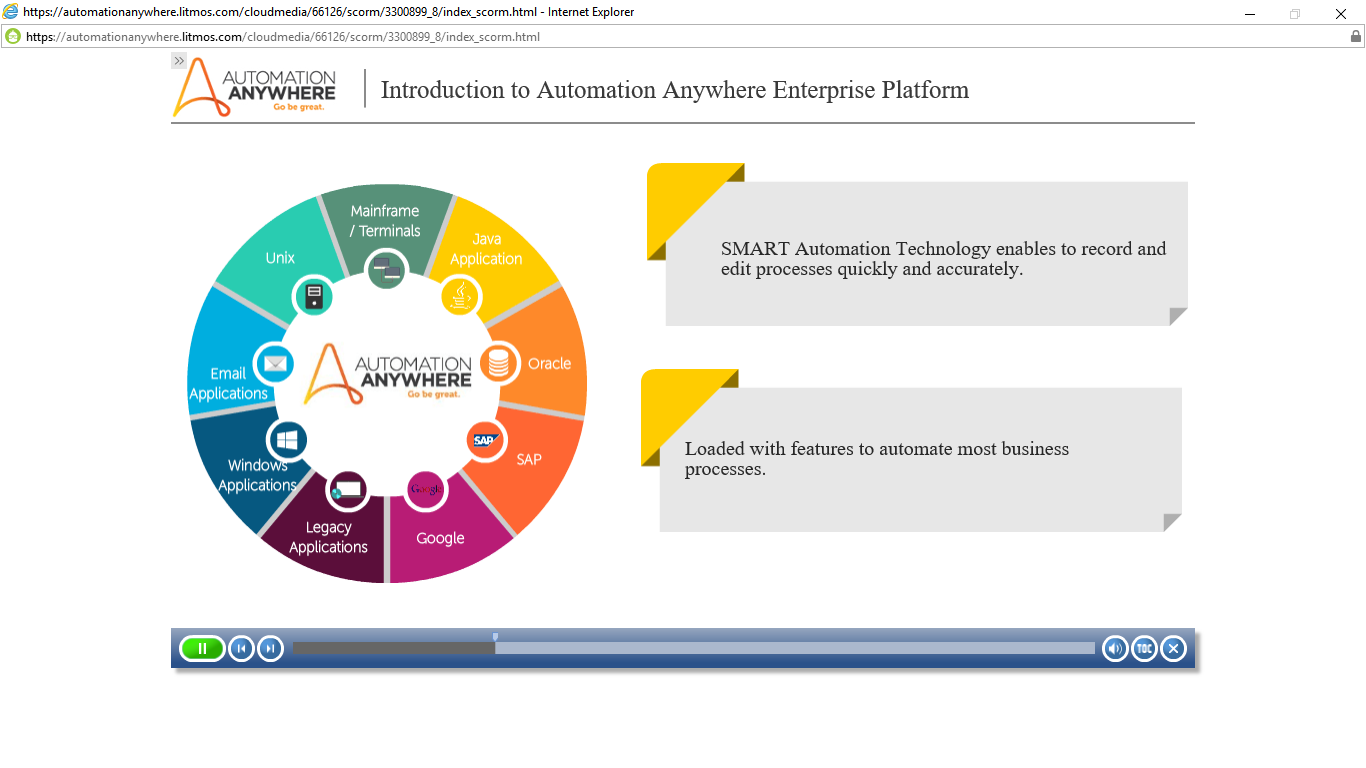 https://automationanywhere.litmos.com/cloudmedia/66126/scorm/3300899_8/index_scorm.html - Internet Explorer
https://automationanywhere.litmos.com/cloudmedia/66126/scorm/3300899_8/index_scorm.html
AUTOMATION
ANYWHERE
Go be great.
Introduction to Automation Anywhere Enterprise Platform
Mainframe
/ Terminals
Java
Application
Unix
Oracle
Email
Applications
AUTOMATION
ANYWHERE
Go be great.
SAP
SAP
Windows
Applications
Google
Legacy
Applications
Google
SMART Automation Technology enables to record and
edit processes quickly and accurately.
Loaded with features to automate most business
processes.
TOC